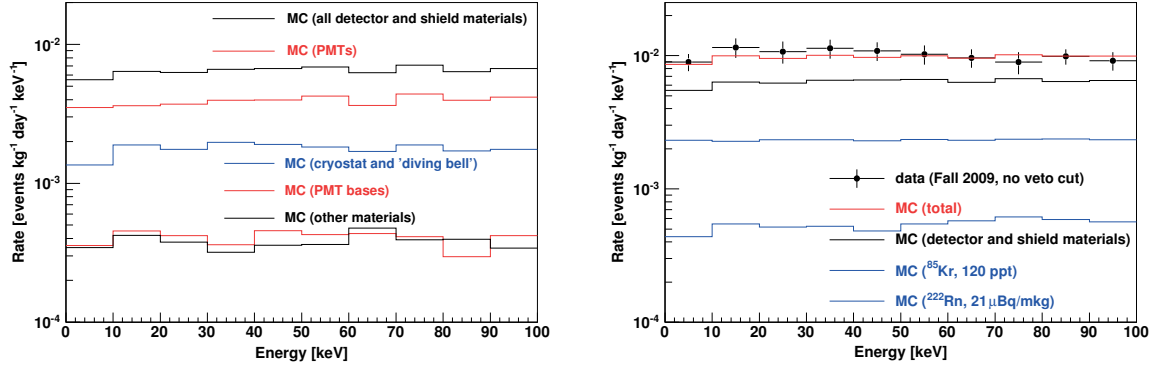 MC (all detector and shield materials)
MC (PMTs)
MC (cryostat and 'diving bell')
MC (PMT bases)
MC (other materials)
Rate [events kg⁻¹ day⁻¹ keV⁻¹]
10⁻²
10⁻³
10⁻⁴
0 10 20 30 40 50 60 70 80 90 100
Energy [keV]
data (Fall 2009, no veto cut)
MC (total)
MC (detector and shield materials)
MC (⁸⁵Kr, 120 ppt)
MC (²²²Rn, 21 μBq/mkg)
Rate [events kg⁻¹ day⁻¹ keV⁻¹]
10⁻²
10⁻³
10⁻⁴
0 10 20 30 40 50 60 70 80 90 100
Energy [keV]